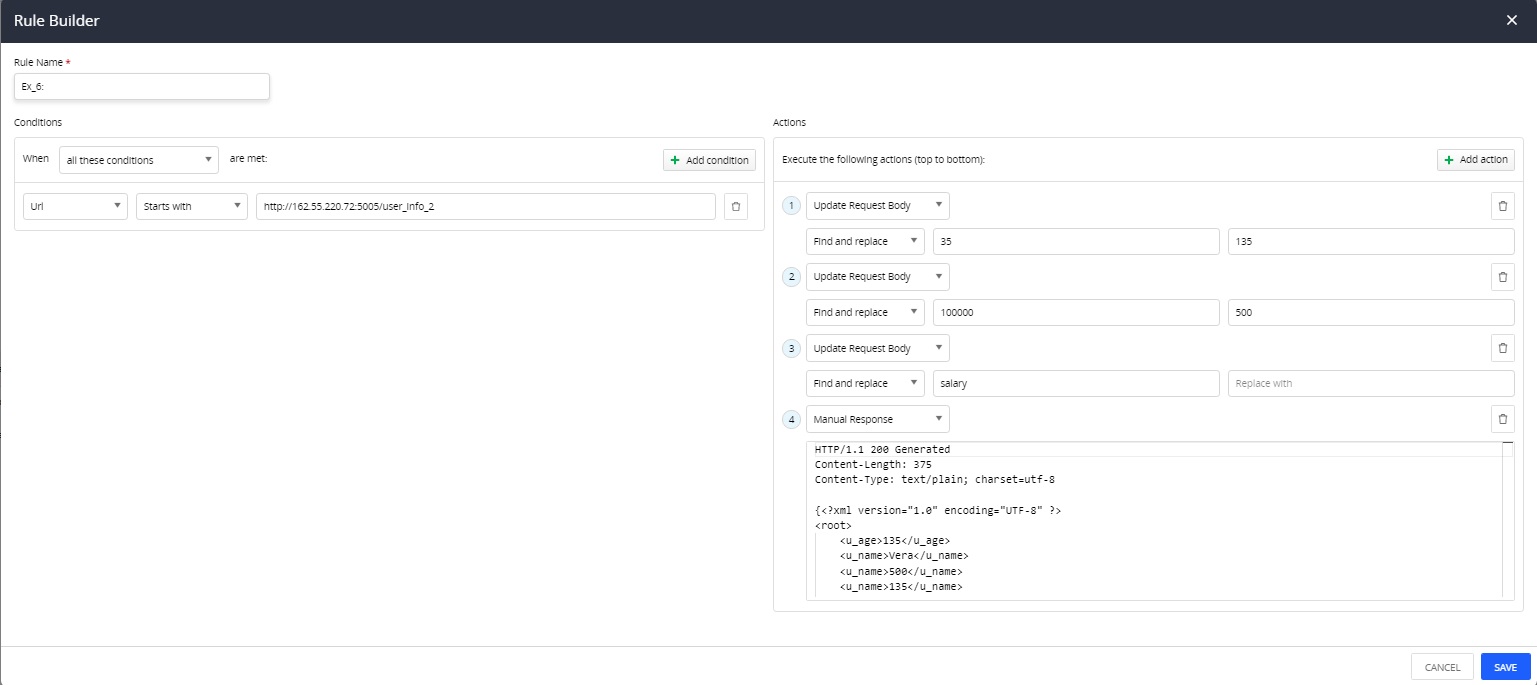 Rule Builder
Rule Name *
Ex_6:
Conditions
When all these conditions are met: Add condition
Url Starts with http://162.55.220.72:5005/user_info_2
Actions
Execute the following actions (top to bottom): Add action
1 Update Request Body
Find and replace 35 135
2 Update Request Body
Find and replace 100000 500
3 Update Request Body
Find and replace salary Replace with
4 Manual Response
HTTP/1.1 200 Generated
Content-Length: 375
Content-Type: text/plain; charset=utf-8
{<?xml version="1.0" encoding="UTF-8" ?>
<root>
<u_age>135</u_age>
<u_name>Vera</u_name>
<u_name>500</u_name>
<u_name>135</u_name>
CANCEL SAVE